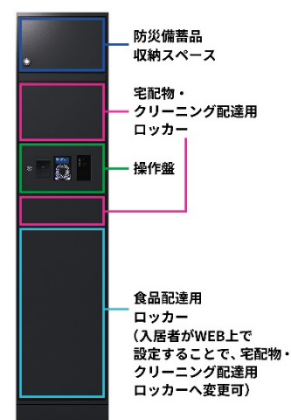 防災備蓄品
収納スペース
宅配物・
クリーニング配達用
ロッカー
操作盤
食品配達用
ロッカー
(入居者がWEB上で
設定することで、宅配物・
クリーニング配達用
ロッカーへ変更可)